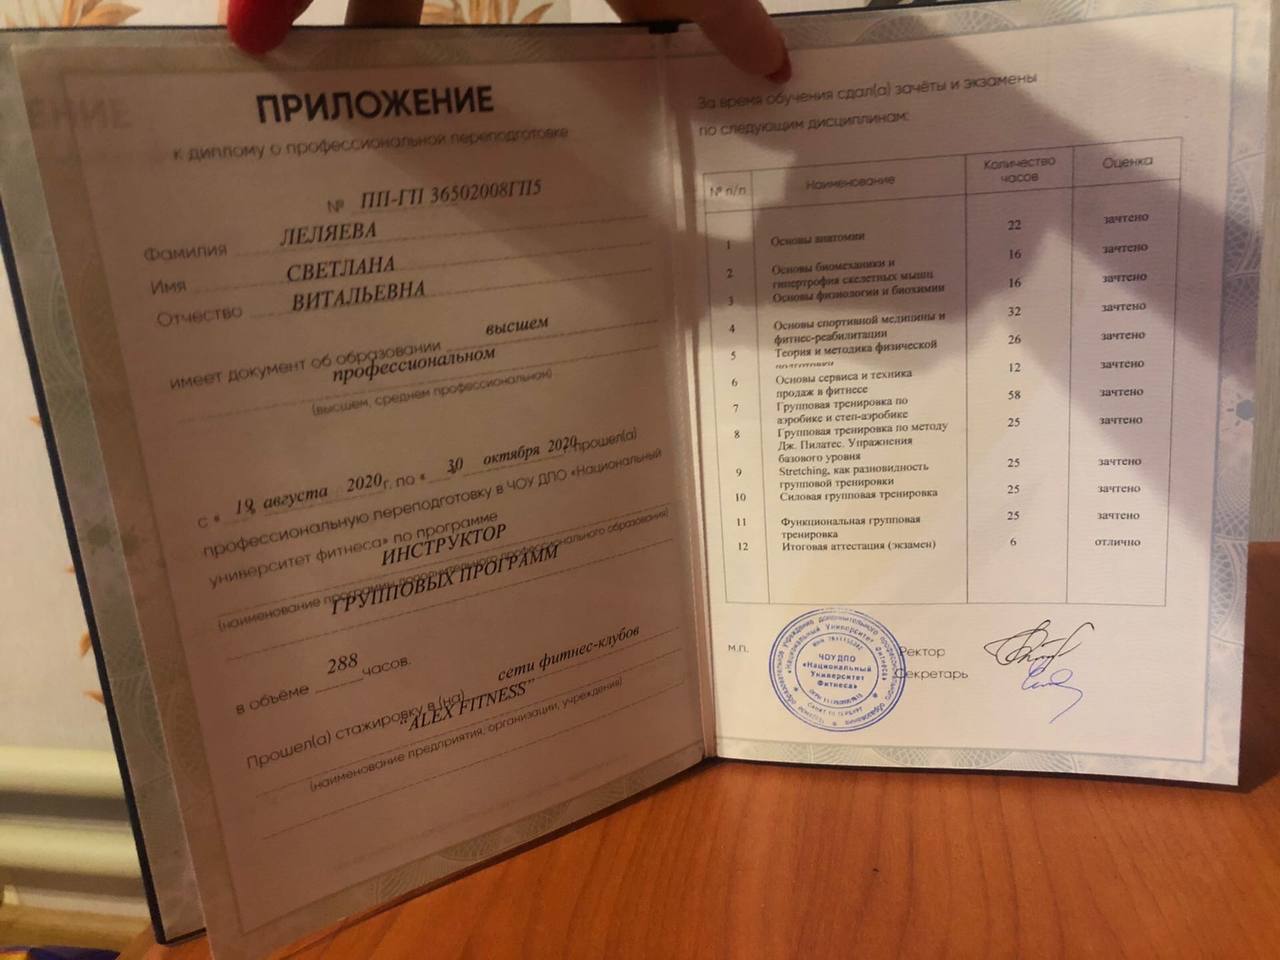 ПРИЛОЖЕНИЕ
к диплому о профессиональной переподготовке
№ ПП-ГП 36502008ГП5
Фамилия ЛЕЛЯЕВА
Имя СВЕТЛАНА
Отчество ВИТАЛЬЕВНА
имеет документ об образовании высшем
профессиональном
(высшем, среднем профессиональном)
с « 19, августа 2020г. по « 30 октября 2020 прошел(а)
профессиональную переподготовку в ЧОУ ДПО «Национальный
университет фитнеса» по программе
ИНСТРУКТОР
(наименование программы дополнительного профессионального образования)
ГРУППОВЫХ ПРОГРАММ
в объеме 288 часов.
Прошел(а) стажировку в (на) сети фитнес-клубов
“ALEX FITNESS”
(наименование предприятия, организации, учреждения)
ЕНИЕ
За время обучения сдал(а) зачёты и экзамены
по следующим дисциплинам:
№ п/п Наименование Количество часов Оценка
1 Основы анатомии 22 зачтено
2 Основы биомеханики и
гипертрофия скелетных мышц 16 зачтено
3 Основы физиологии и биохимии 16 зачтено
4 Основы спортивной медицины и
фитнес-реабилитации 32 зачтено
5 Теория и методика физической
подготовки 26 зачтено
6 Основы сервиса и техника
продаж в фитнесе 12 зачтено
7 Групповая тренировка по
аэробике и степ-аэробике 58 зачтено
8 Групповая тренировка по методу
Дж. Пилатес. Упражнения
базового уровня 25 зачтено
9 Stretching, как разновидность
групповой тренировки 25 зачтено
10 Силовая групповая тренировка 25 зачтено
11 Функциональная групповая
тренировка 25 зачтено
12 Итоговая аттестация (экзамен) 6 отлично
М.П.
Ректор
Секретарь
ЧОУ ДПО
«Национальный
Университет
Фитнеса»